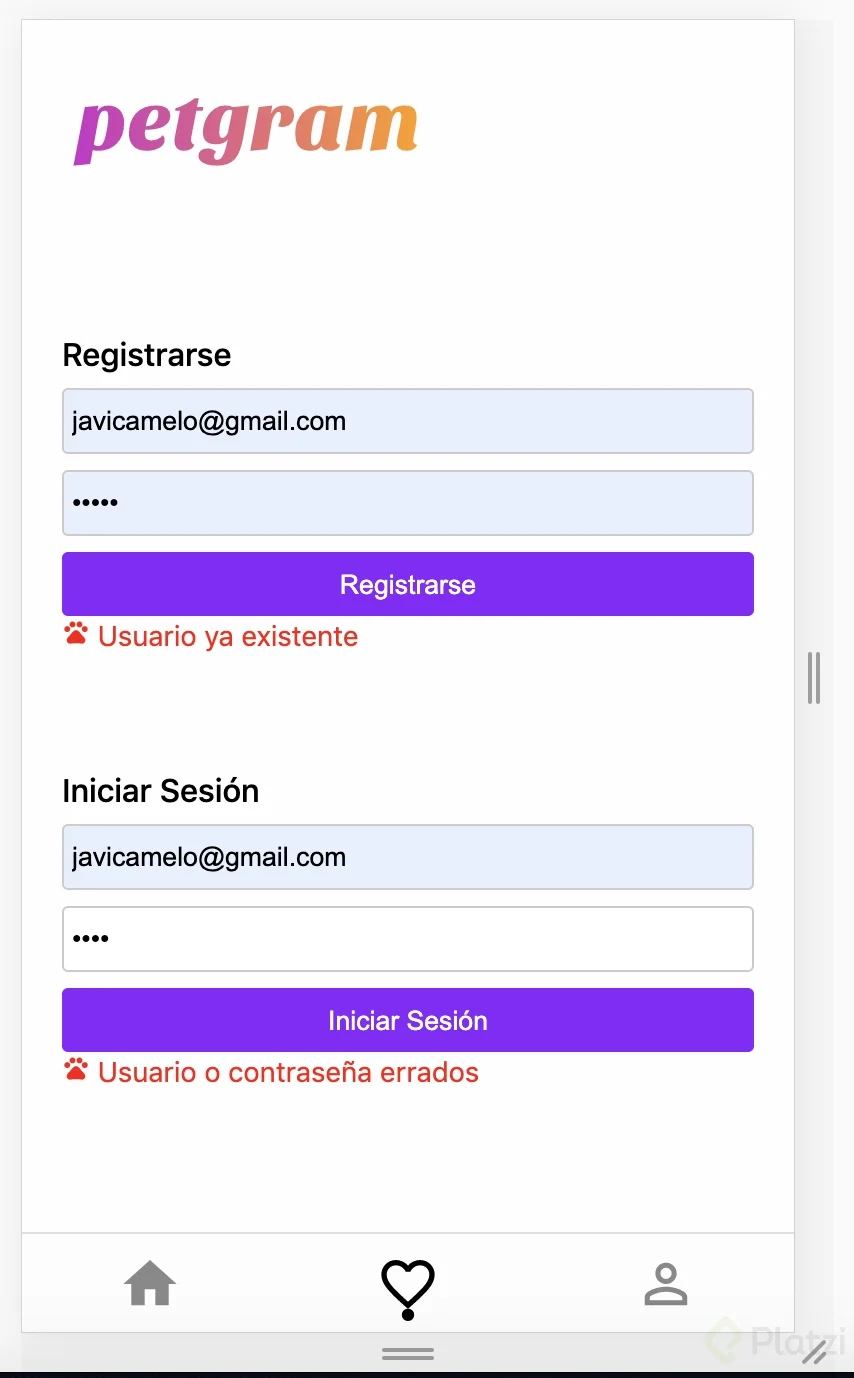 petgram
Registrarse
javicamelo@gmail.com
•••••
Registrarse
Usuario ya existente
Iniciar Sesión
javicamelo@gmail.com
••••
Iniciar Sesión
Usuario o contraseña errados
Platzi